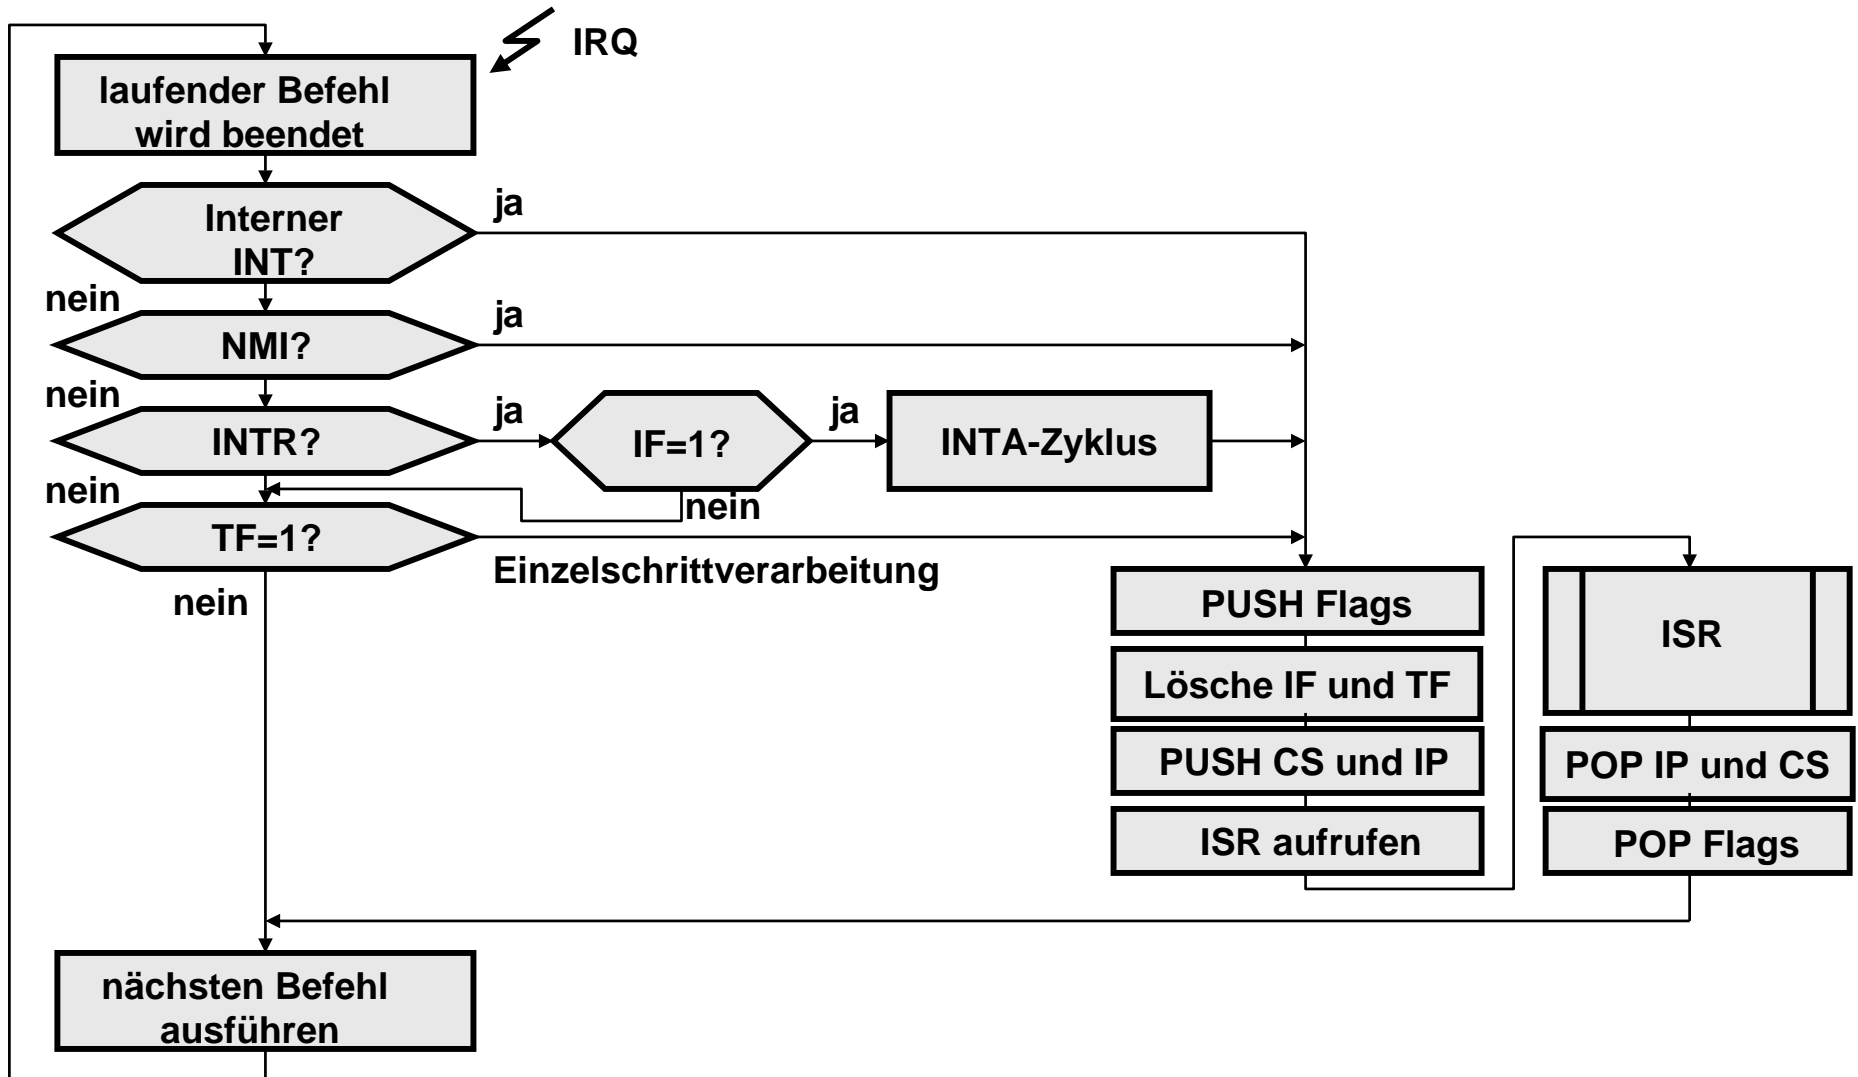 IRQ
laufender Befehl
wird beendet
Interner
INT?
ja
nein
NMI?
ja
nein
INTR?
ja
IF=1?
ja
INTA-Zyklus
nein
nein
TF=1?
Einzelschrittverarbeitung
nein
PUSH Flags
Lösche IF und TF
PUSH CS und IP
ISR aufrufen
ISR
POP IP und CS
POP Flags
nächsten Befehl
ausführen